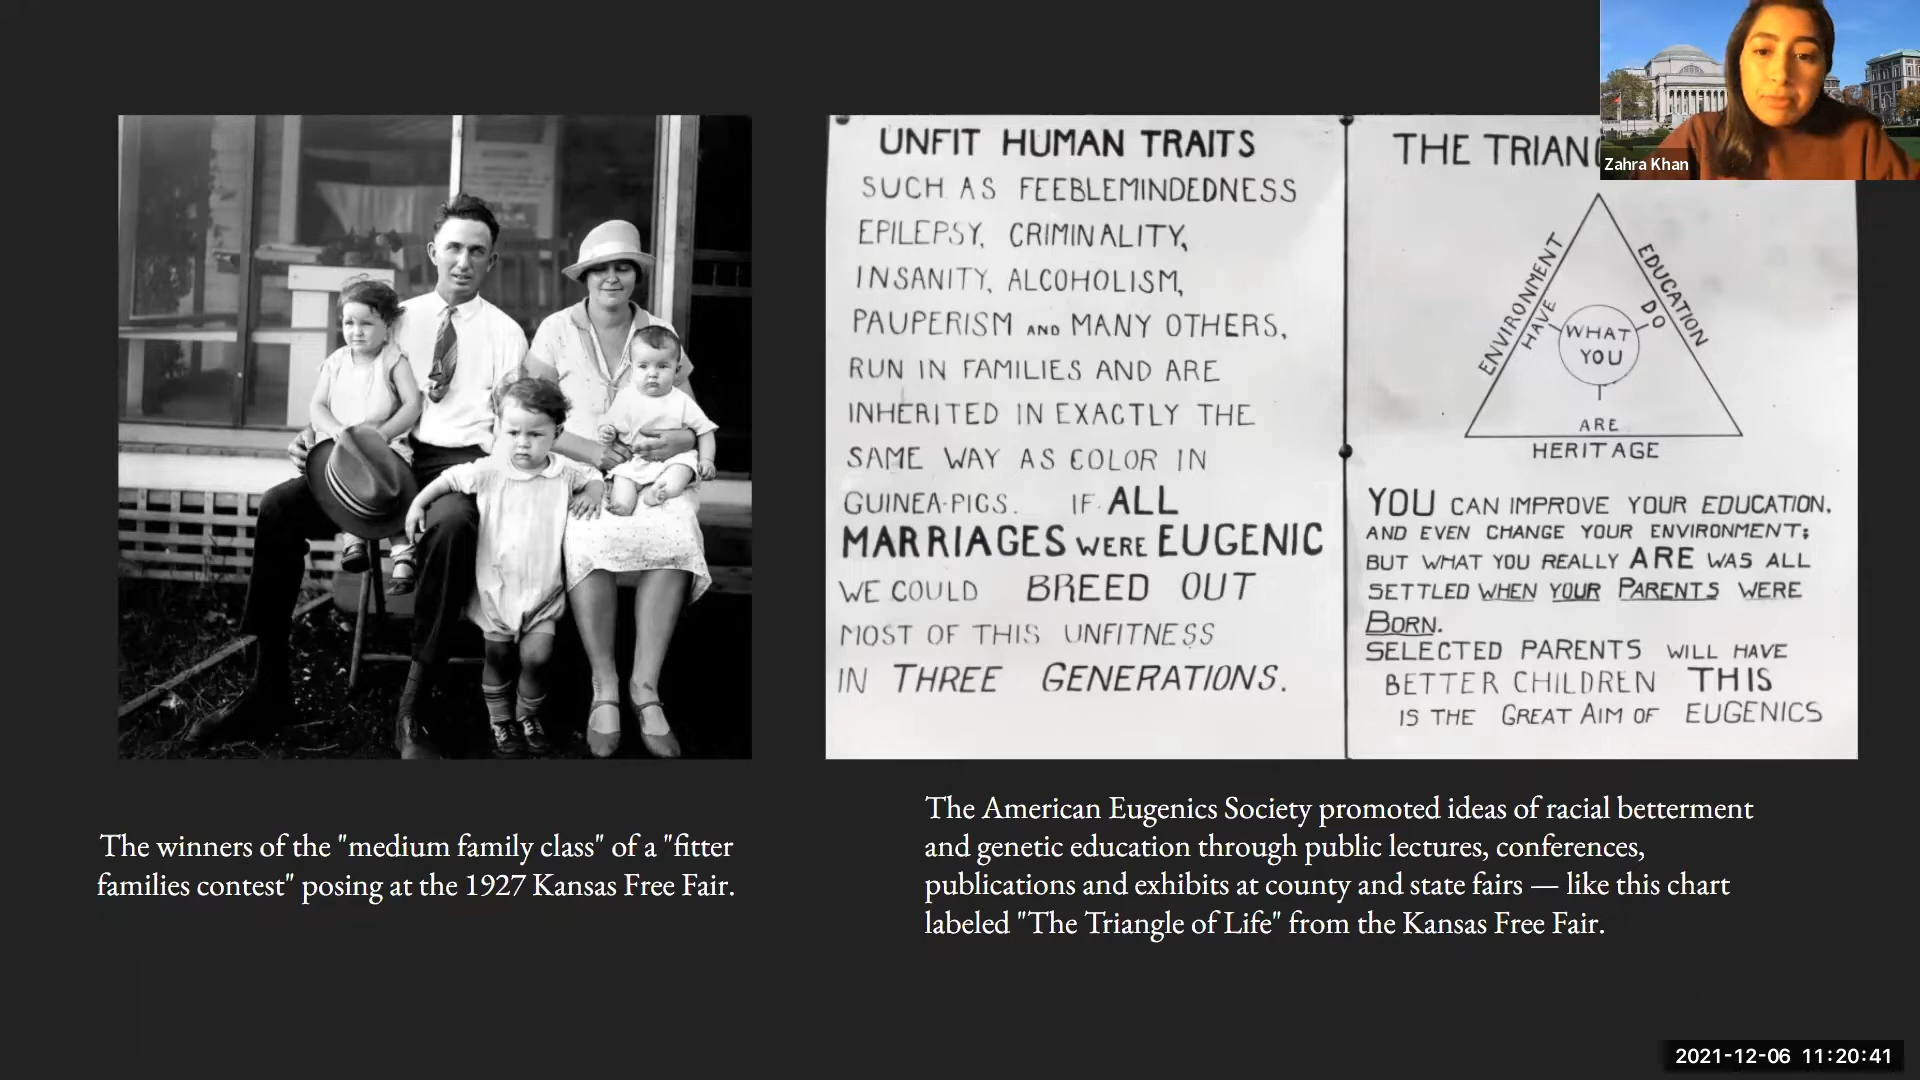 UNFIT HUMAN TRAITS
SUCH AS FEEBLEMINDEDNESS
EPILEPSY, CRIMINALITY,
INSANITY, ALCOHOLISM,
PAUPERISM AND MANY OTHERS,
RUN IN FAMILIES AND ARE
INHERITED IN EXACTLY THE
SAME WAY AS COLOR IN
GUINEA-PIGS. IF ALL
MARRIAGES WERE EUGENIC
WE COULD BREED OUT
MOST OF THIS UNFITNESS
IN THREE GENERATIONS.
THE TRIANG
ENVIRONMENT
EDUCATION
HAVE
DO
WHAT
YOU
ARE
HERITAGE
YOU CAN IMPROVE YOUR EDUCATION,
AND EVEN CHANGE YOUR ENVIRONMENT;
BUT WHAT YOU REALLY ARE WAS ALL
SETTLED WHEN YOUR PARENTS WERE
BORN.
SELECTED PARENTS WILL HAVE
BETTER CHILDREN THIS
IS THE GREAT AIM OF EUGENICS
Zahra Khan
The winners of the "medium family class" of a "fitter
families contest" posing at the 1927 Kansas Free Fair.
The American Eugenics Society promoted ideas of racial betterment
and genetic education through public lectures, conferences,
publications and exhibits at county and state fairs — like this chart
labeled "The Triangle of Life" from the Kansas Free Fair.
2021-12-06 11:20:41